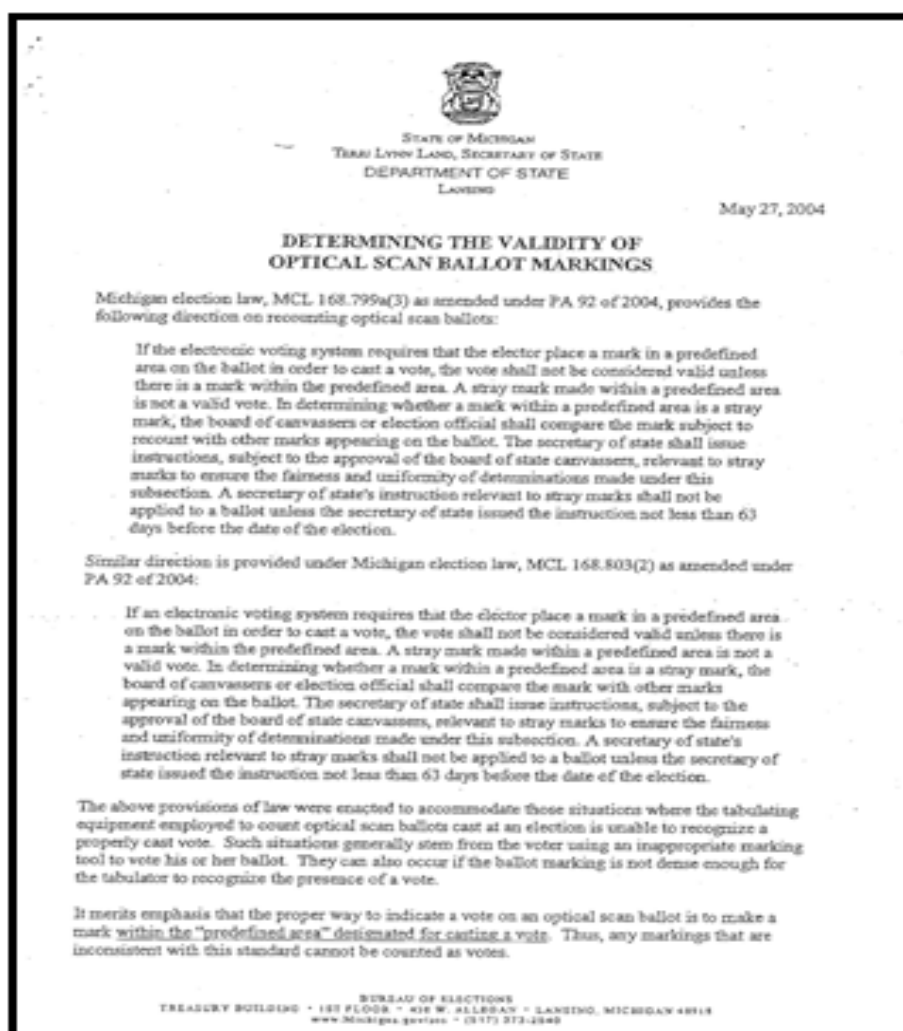 STATE OF MICHIGAN
TERRI LYNN LAND, SECRETARY OF STATE
DEPARTMENT OF STATE
LANSING
May 27, 2004
DETERMINING THE VALIDITY OF
OPTICAL SCAN BALLOT MARKINGS
Michigan election law, MCL 168.799a(3) as amended under PA 92 of 2004, provides the
following direction on recounting optical scan ballots:
If the electronic voting system requires that the elector place a mark in a predefined
area on the ballot in order to cast a vote, the vote shall not be considered valid unless
there is a mark within the predefined area. A stray mark made within a predefined area
is not a valid vote. In determining whether a mark within a predefined area is a stray
mark, the board of canvassers or election official shall compare the mark subject to
recount with other marks appearing on the ballot. The secretary of state shall issue
instructions, subject to the approval of the board of state canvassers, relevant to stray
marks to ensure the fairness and uniformity of determinations made under this
subsection. A secretary of state's instruction relevant to stray marks shall not be
applied to a ballot unless the secretary of state issued the instruction not less than 63
days before the date of the election.
Similar direction is provided under Michigan election law, MCL 168.803(2) as amended under
PA 92 of 2004:
If an electronic voting system requires that the elector place a mark in a predefined area
on the ballot in order to cast a vote, the vote shall not be considered valid unless there is
a mark within the predefined area. A stray mark made within a predefined area is not a
valid vote. In determining whether a mark within a predefined area is a stray mark, the
board of canvassers or election official shall compare the mark with other marks
appearing on the ballot. The secretary of state shall issue instructions, subject to the
approval of the board of state canvassers, relevant to stray marks to ensure the fairness
and uniformity of determinations made under this subsection. A secretary of state's
instruction relevant to stray marks shall not be applied to a ballot unless the secretary of
state issued the instruction not less than 63 days before the date of the election.
The above provisions of law were enacted to accommodate those situations where the tabulating
equipment employed to count optical scan ballots cast at an election is unable to recognize a
properly cast vote. Such situations generally stem from the voter using an inappropriate marking
tool to vote his or her ballot. They can also occur if the ballot marking is not dense enough for
the tabulator to recognize the presence of a vote.
It merits emphasis that the proper way to indicate a vote on an optical scan ballot is to make a
mark within the "predefined area" designated for casting a vote. Thus, any markings that are
inconsistent with this standard cannot be counted as votes.
BUREAU OF ELECTIONS
TREASURY BUILDING • 1ST FLOOR • 430 W. ALLEGAN • LANSING, MICHIGAN 48918
www.Michigan.gov/sos • (517) 373-2540